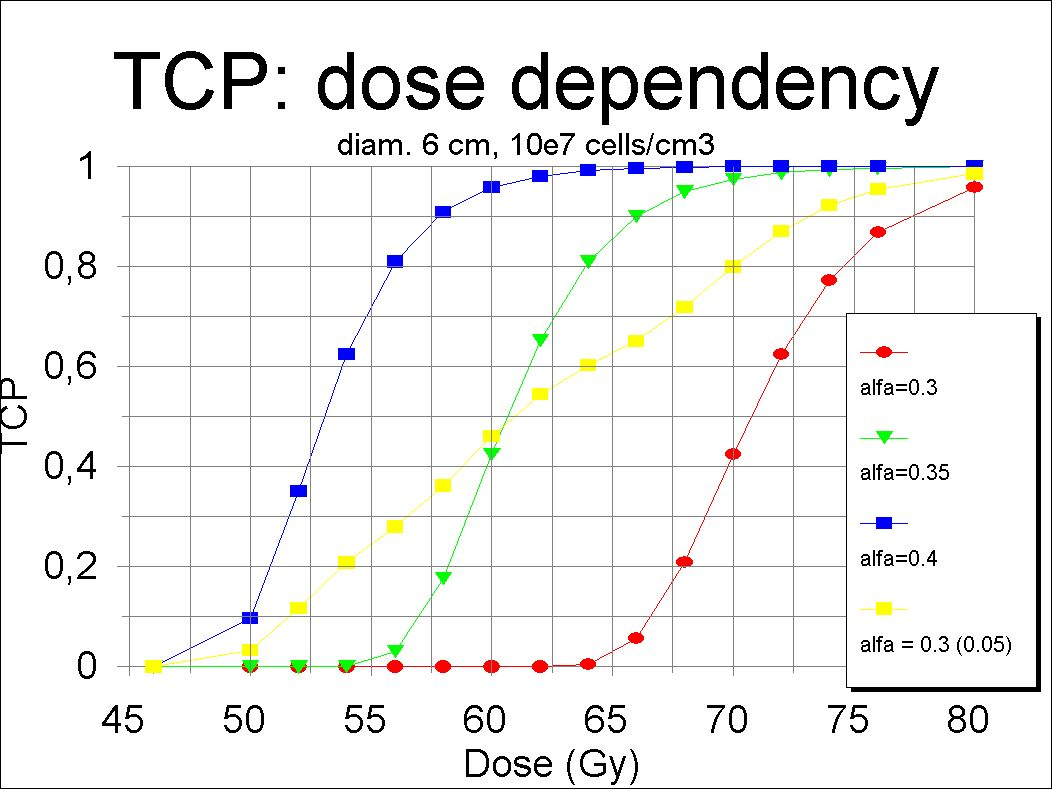 TCP: dose dependency
diam. 6 cm, 10e7 cells/cm3
1
0,8
0,6
0,4
0,2
0
TCP
45 50 55 60 65 70 75 80
Dose (Gy)
alfa=0.3
alfa=0.35
alfa=0.4
alfa = 0.3 (0.05)